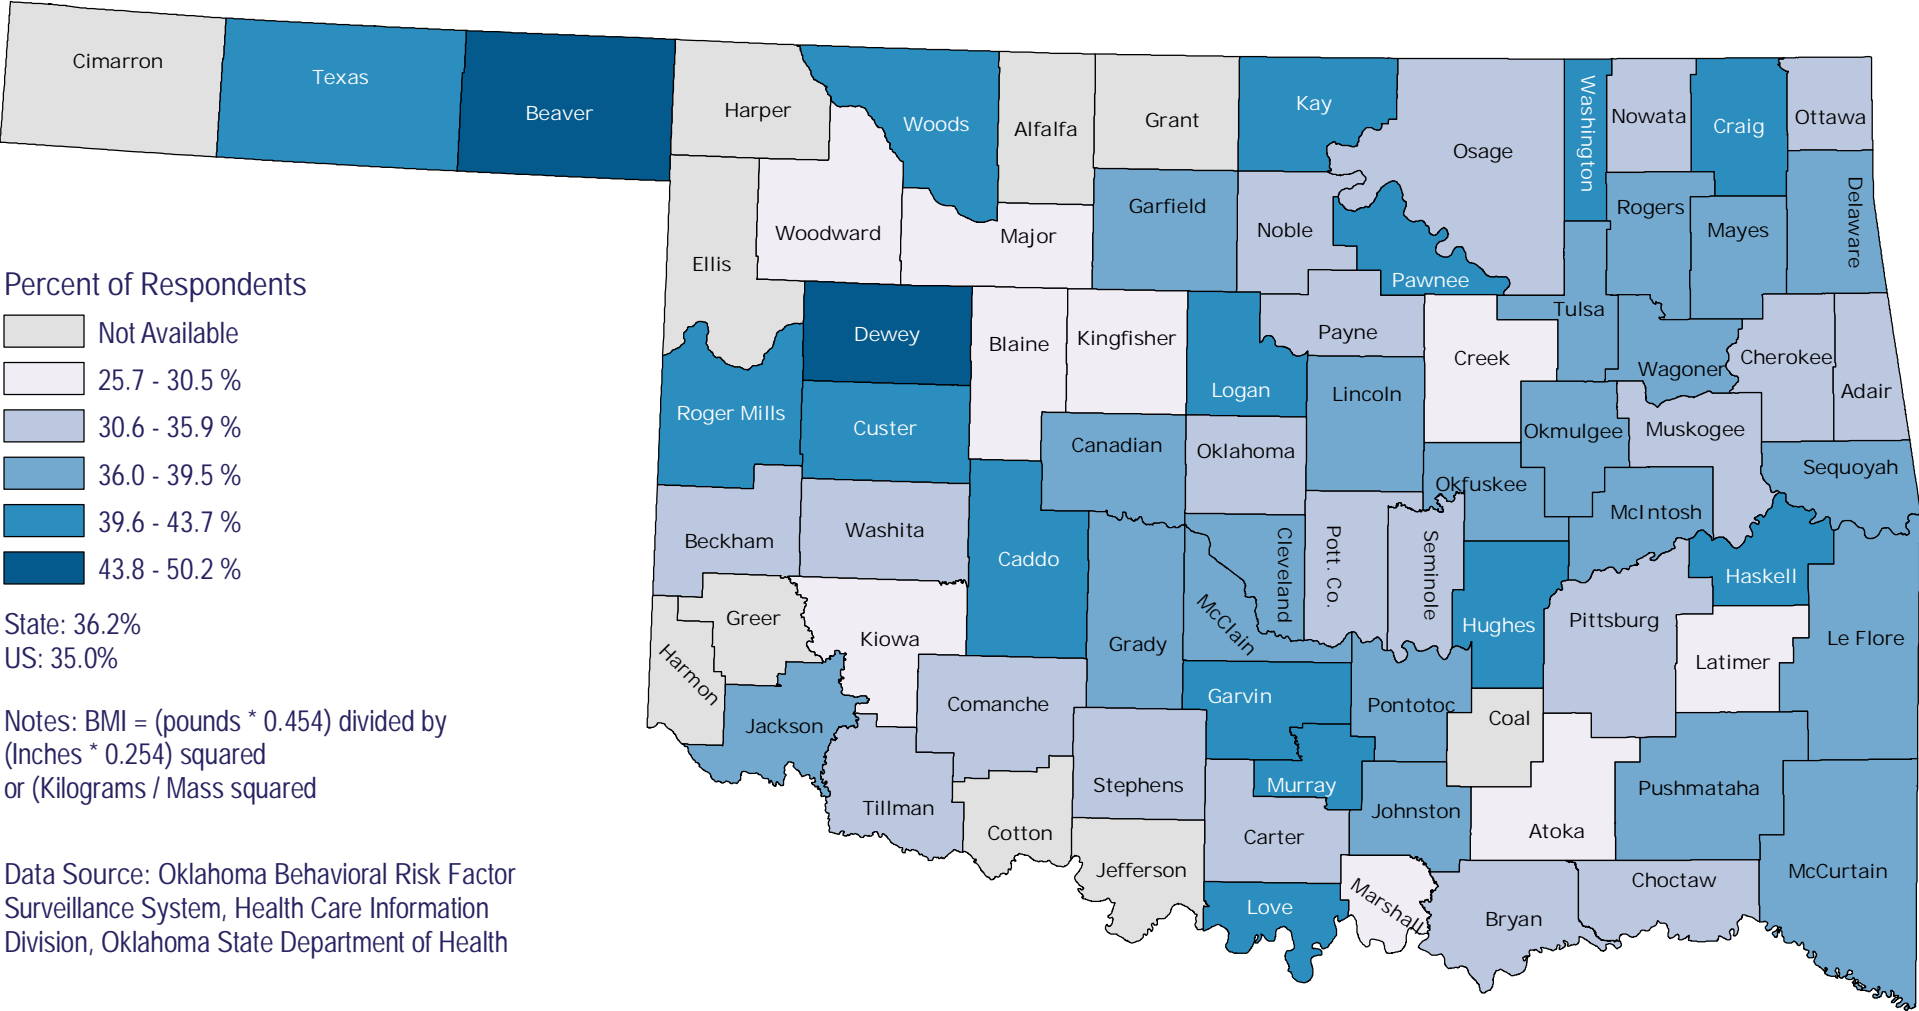 Cimarron
Texas
Beaver
Harper
Woods
Alfalfa
Grant
Kay
Osage
Washington
Nowata
Craig
Ottawa
Delaware
Woodward
Major
Garfield
Noble
Pawnee
Rogers
Mayes
Ellis
Dewey
Blaine
Kingfisher
Logan
Payne
Creek
Tulsa
Wagoner
Cherokee
Adair
Roger Mills
Custer
Canadian
Oklahoma
Lincoln
Okmulgee
Muskogee
Sequoyah
Okfuskee
McIntosh
Beckham
Washita
Caddo
Grady
McClain
Cleveland
Pott. Co.
Seminole
Hughes
Pittsburg
Haskell
Latimer
Le Flore
Harmon
Greer
Kiowa
Jackson
Comanche
Tillman
Cotton
Stephens
Jefferson
Garvin
Murray
Pontotoc
Coal
Johnston
Atoka
Pushmataha
McCurtain
Carter
Love
Marshall
Bryan
Choctaw
Percent of Respondents
Not Available
25.7 - 30.5 %
30.6 - 35.9 %
36.0 - 39.5 %
39.6 - 43.7 %
43.8 - 50.2 %
State: 36.2%
US: 35.0%
Notes: BMI = (pounds * 0.454) divided by
(Inches * 0.254) squared
or (Kilograms / Mass squared
Data Source: Oklahoma Behavioral Risk Factor
Surveillance System, Health Care Information
Division, Oklahoma State Department of Health